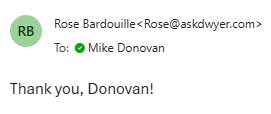 RB
Rose Bardouille<Rose@askdwyer.com>
To: Mike Donovan
Thank you, Donovan!